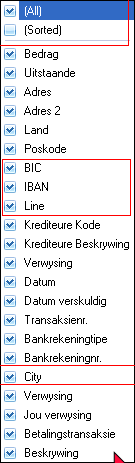 (All)
(Sorted)
Bedrag
Uitstaande
Adres
Adres 2
Land
Poskode
BIC
IBAN
Line
Krediteure Kode
Krediteure Beskrywing
Verwysing
Datum
Datum verskuldig
Transaksienr.
Bankrekeningtipe
Bankrekeningnr.
City
Verwysing
Jou verwysing
Betalingstransaksie
Beskrywing